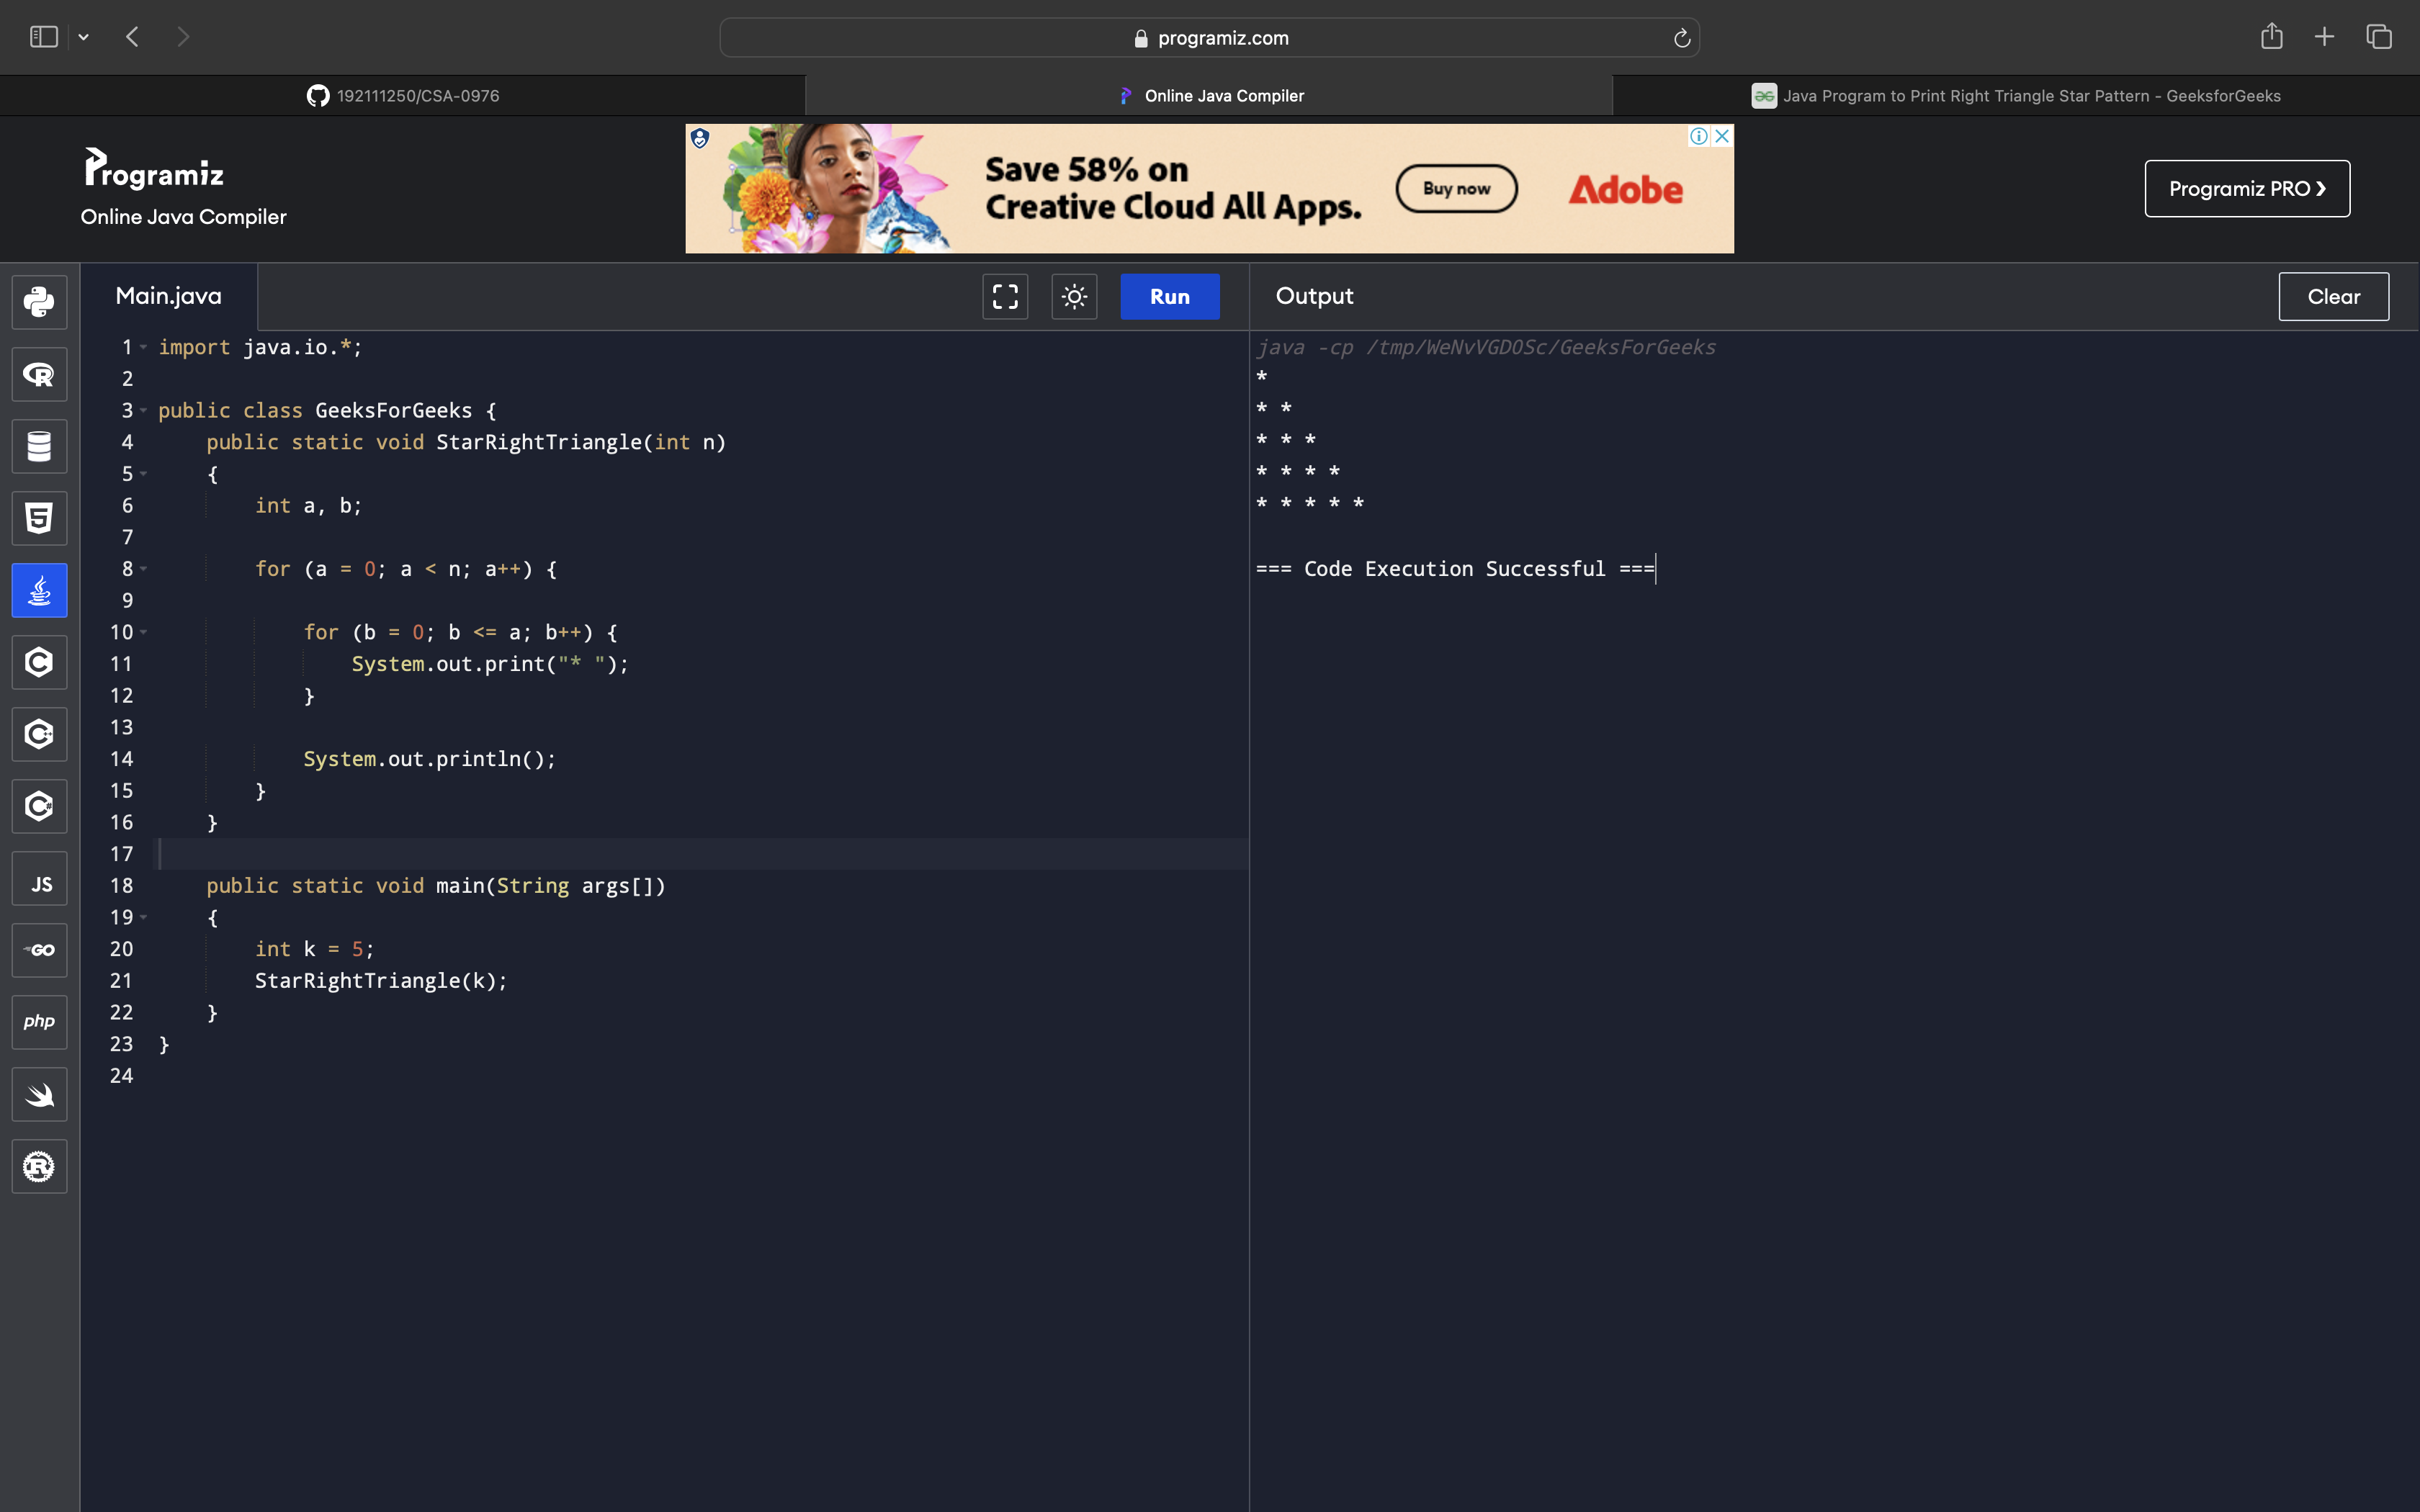 programiz.com
192111250/CSA-0976
Online Java Compiler
Java Program to Print Right Triangle Star Pattern - GeeksforGeeks
Programiz
Online Java Compiler
Save 58% on
Creative Cloud All Apps.
Buy now
Adobe
Programiz PRO ❯
Main.java
Run
Output
Clear
1 import java.io.*;
2
3 public class GeeksForGeeks {
4     public static void StarRightTriangle(int n)
5     {
6         int a, b;
7
8         for (a = 0; a < n; a++) {
9
10             for (b = 0; b <= a; b++) {
11                 System.out.print("* ");
12             }
13
14             System.out.println();
15         }
16     }
17
18     public static void main(String args[])
19     {
20         int k = 5;
21         StarRightTriangle(k);
22     }
23 }
24
java -cp /tmp/WeNvVGDOSc/GeeksForGeeks
*
* *
* * *
* * * *
* * * * *
=== Code Execution Successful ===
R
5
C
C++
C#
JS
GO
php
R